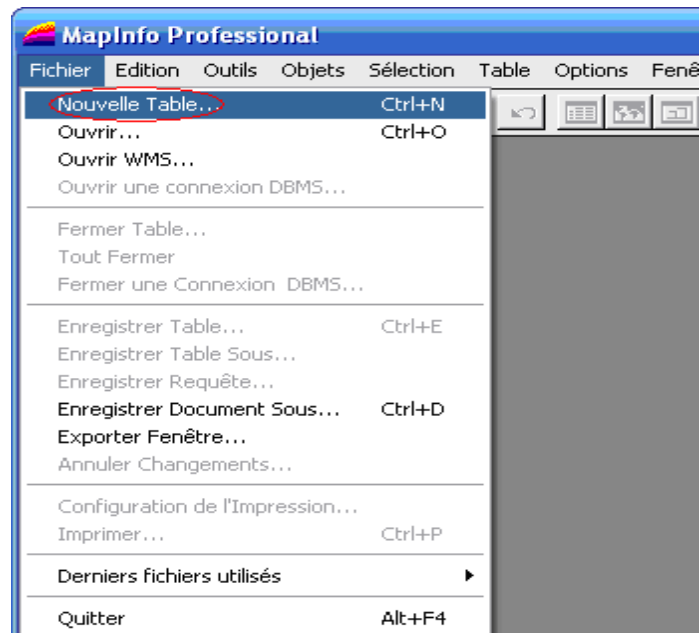 MapInfo Professional
Fichier Edition Outils Objets Sélection Table Options Fenê
Nouvelle Table... Ctrl+N
Ouvrir... Ctrl+O
Ouvrir WMS...
Ouvrir une connexion DBMS...
Fermer Table...
Tout Fermer
Fermer une Connexion DBMS...
Enregistrer Table... Ctrl+E
Enregistrer Table Sous...
Enregistrer Requête...
Enregistrer Document Sous... Ctrl+D
Exporter Fenêtre...
Annuler Changements...
Configuration de l'Impression...
Imprimer... Ctrl+P
Derniers fichiers utilisés
Quitter Alt+F4